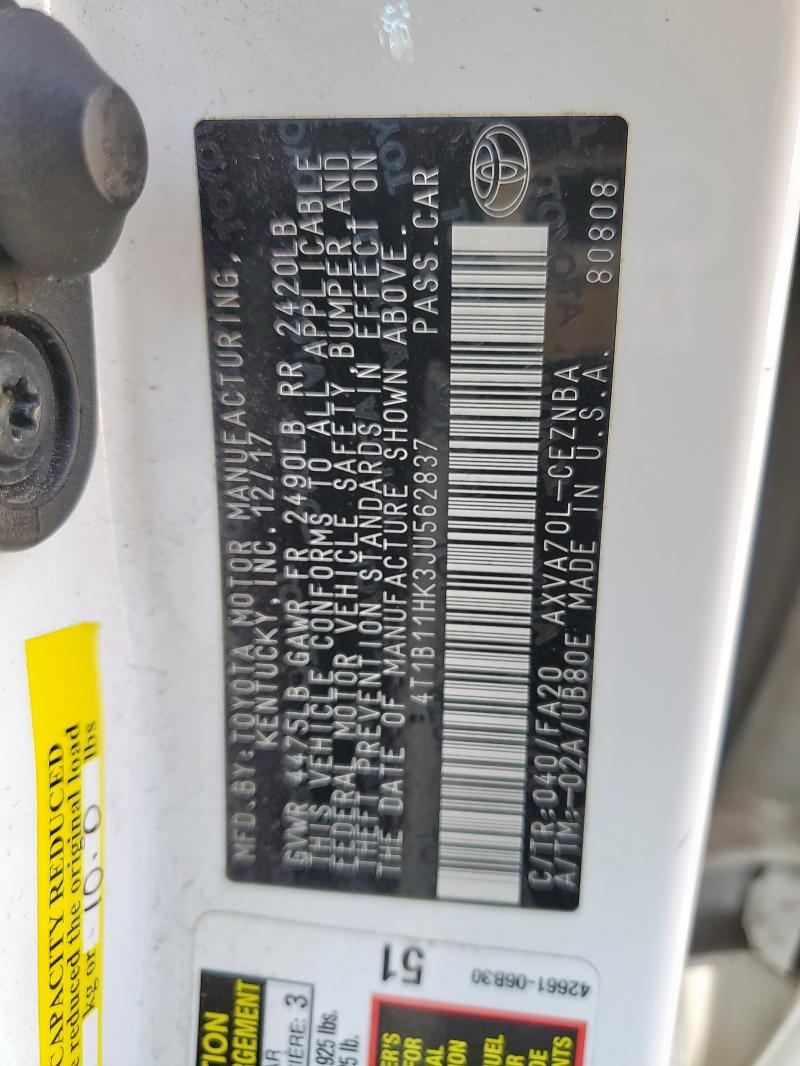 MFD.BY:TOYOTA MOTOR MANUFACTURING,
KENTUCKY, INC. 12/17
GVWR 4475LB GAWR FR 2490LB RR 2420LB
THIS VEHICLE CONFORMS TO ALL APPLICABLE
FEDERAL MOTOR VEHICLE SAFETY, BUMPER AND
THEFT PREVENTION STANDARDS IN EFFECT ON
THE DATE OF MANUFACTURE SHOWN ABOVE.
4T1B11HK3JU562837 PASS.CAR
C/TR:040/FA20 AXVA70L-CEZNBA 80808
A/TM:-02A/UB80E MADE IN U.S.A.
CAPACITY REDUCED
reduced the original load
kg or 10.0 lbs
51
42661-06B30
3
925 lbs.